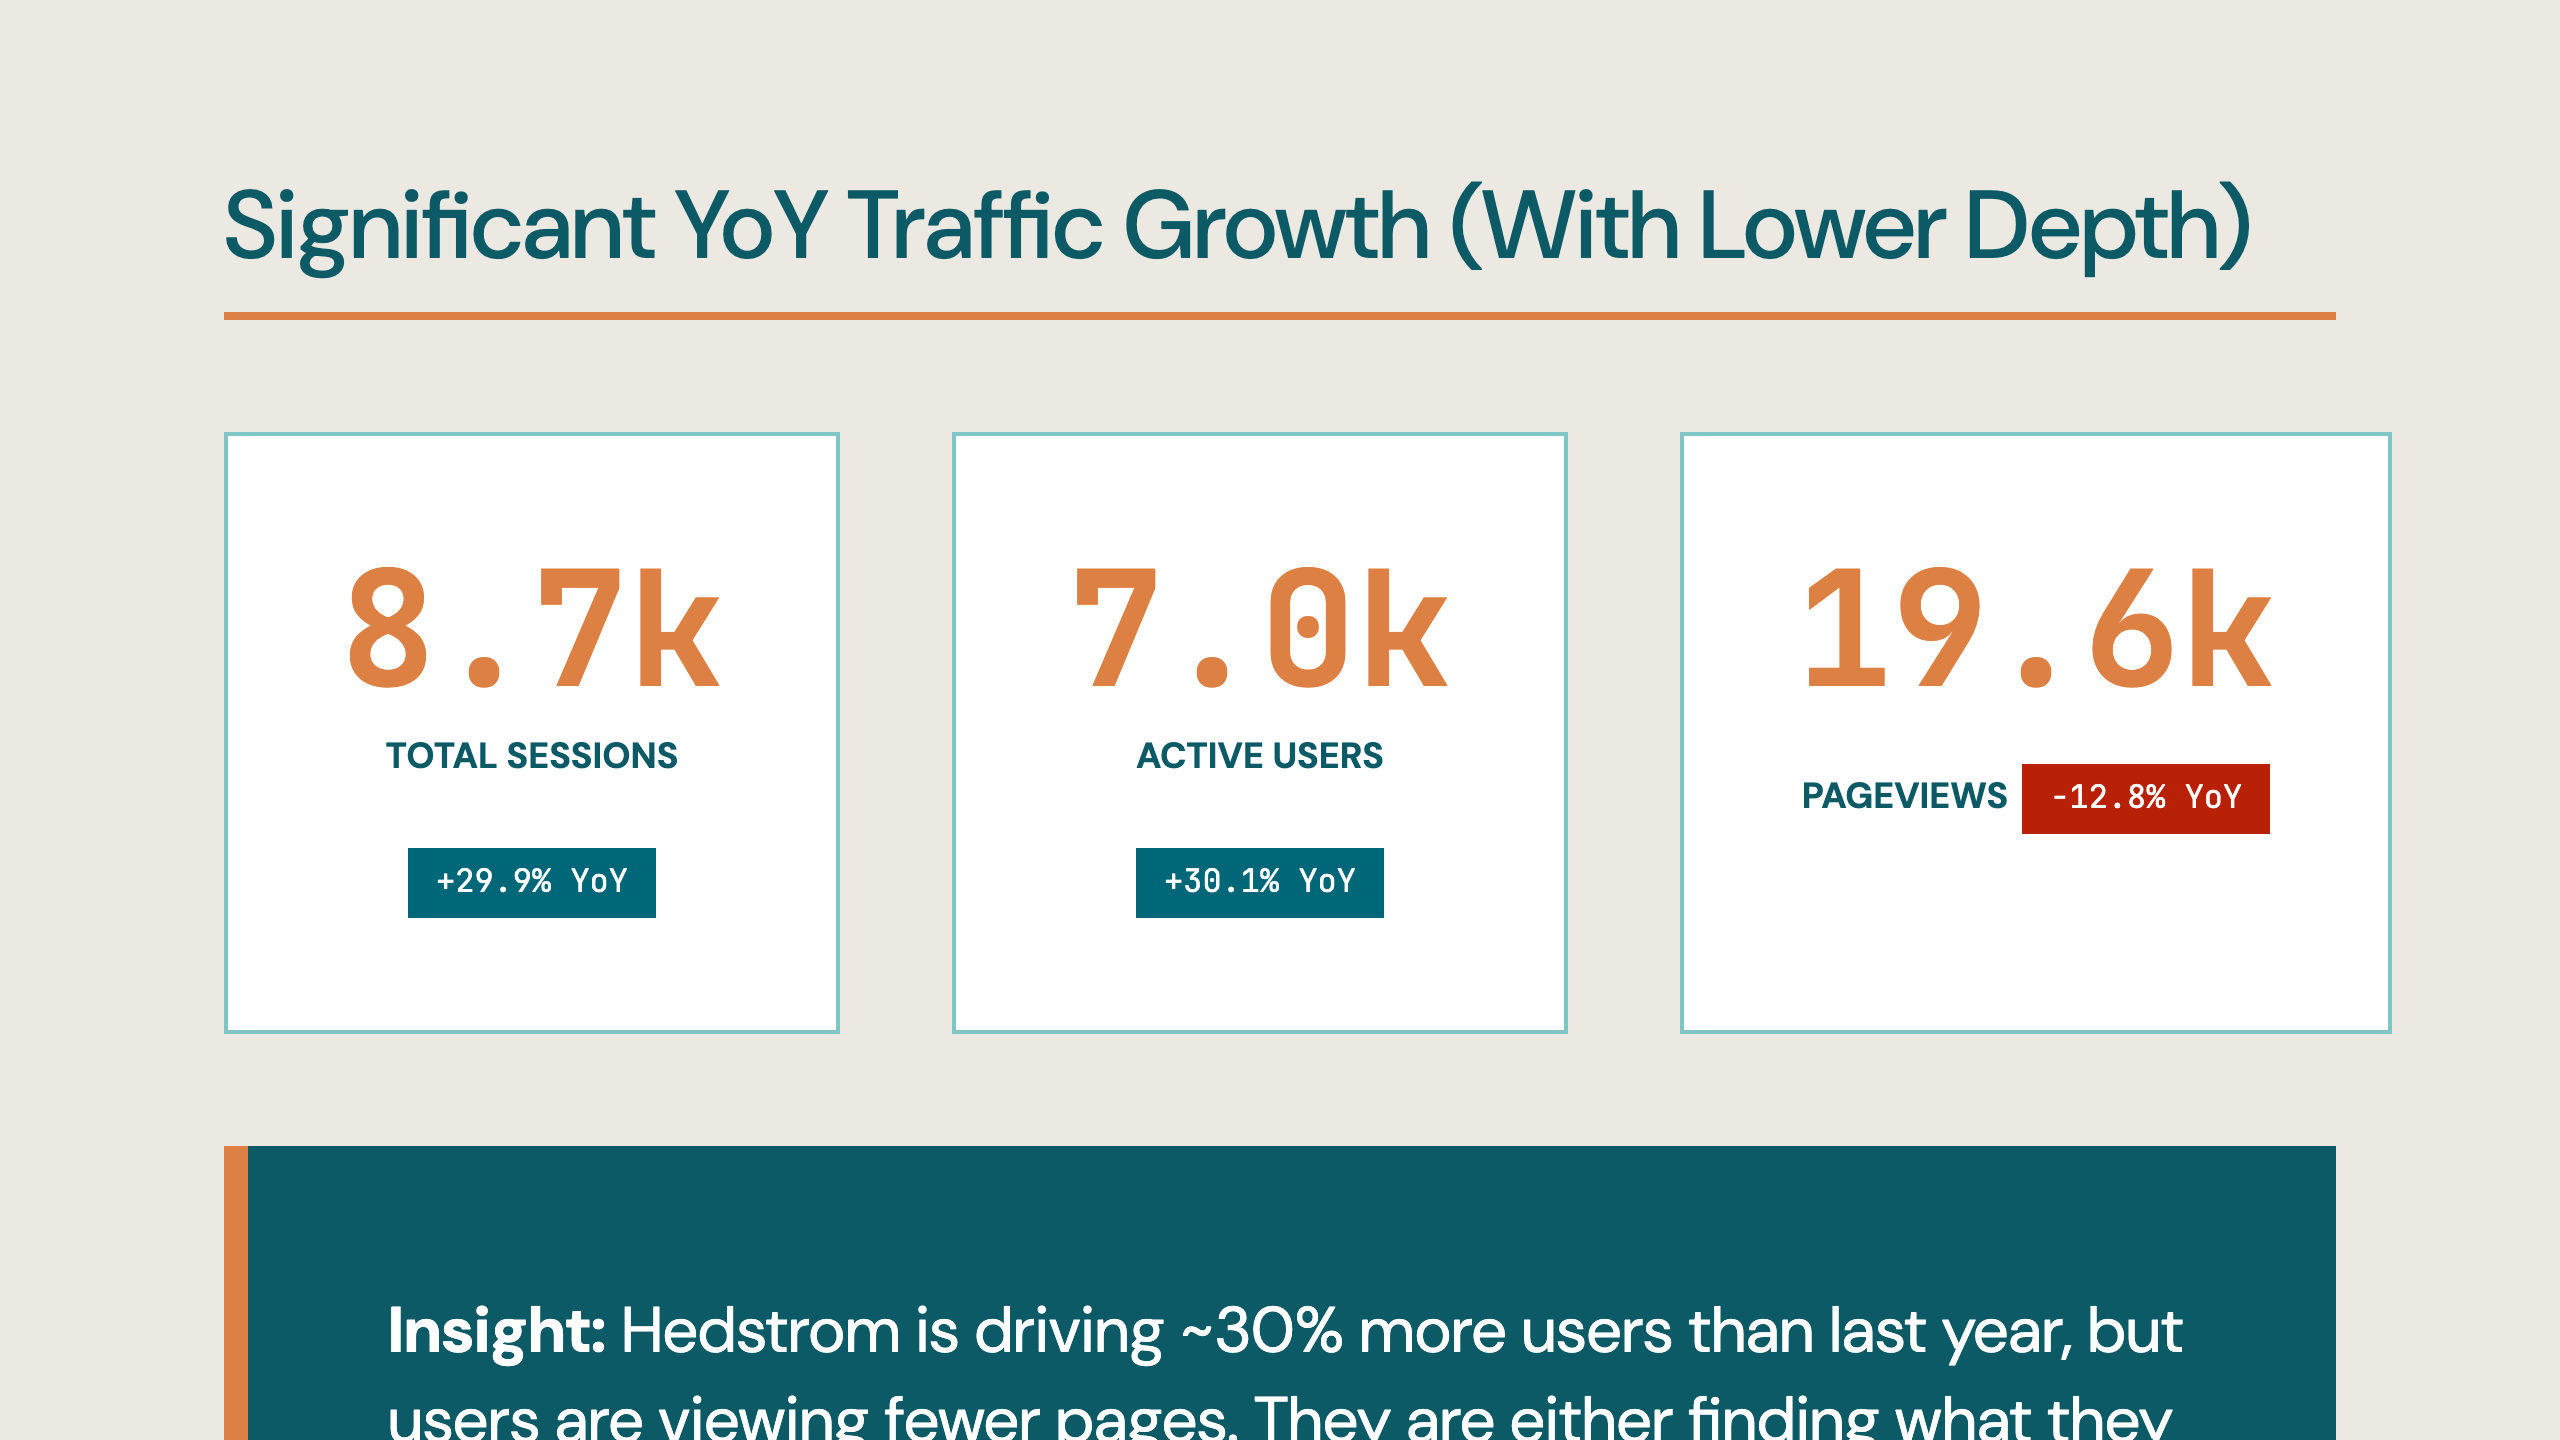 Significant YoY Traffic Growth (With Lower Depth)
8.7k
TOTAL SESSIONS
+29.9% YoY
7.0k
ACTIVE USERS
+30.1% YoY
19.6k
PAGEVIEWS -12.8% YoY
Insight: Hedstrom is driving ~30% more users than last year, but
users are viewing fewer pages. They are either finding what they